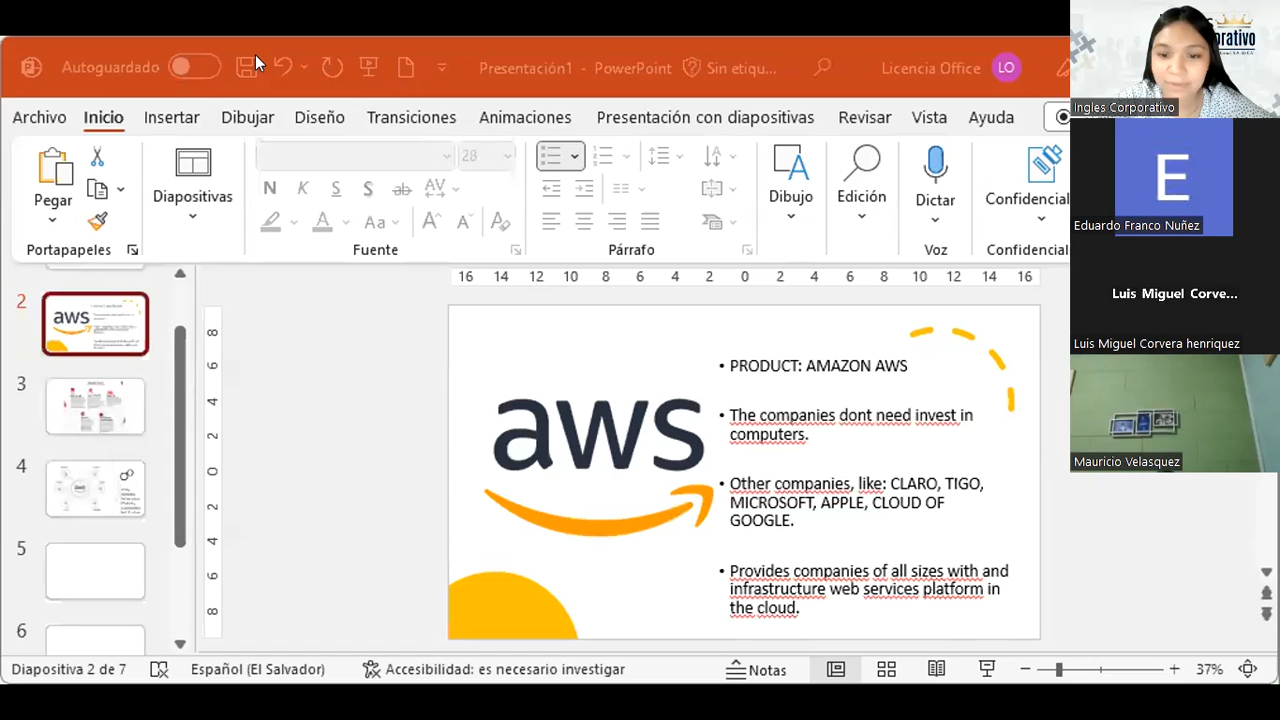 Autoguardado
Presentación1 - PowerPoint
Sin etiqu...
Licencia Office
LO
Archivo
Inicio
Insertar
Dibujar
Diseño
Transiciones
Animaciones
Presentación con diapositivas
Revisar
Vista
Ayuda
28
N K S S ab AV
A Aa A A
Pegar
Diapositivas
Dibujo
Edición
Dictar
Confidencial
Portapapeles
Fuente
Párrafo
Voz
Confidencial
16 14 12 10 8 6 4 2 0 2 4 6 8 10 12 14 16
8
6
4
2
0
2
4
6
8
2
aws
3
4
5
6
aws
• PRODUCT: AMAZON AWS
• The companies dont need invest in
computers.
• Other companies, like: CLARO, TIGO,
MICROSOFT, APPLE, CLOUD OF
GOOGLE.
• Provides companies of all sizes with and
infrastructure web services platform in
the cloud.
Diapositiva 2 de 7
Español (El Salvador)
Accesibilidad: es necesario investigar
Notas
37%
Ingles Corporativo
E
Eduardo Franco Nuñez
Luis Miguel Corve...
Luis Miguel Corvera henriquez
Mauricio Velasquez